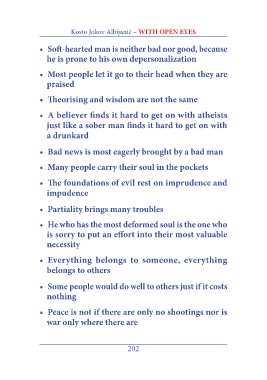 Kosto Jokov Albijanić – WITH OPEN EYES
• Soft-hearted man is neither bad nor good, because
he is prone to his own depersonalization
• Most people let it go to their head when they are
praised
• Theorising and wisdom are not the same
• A believer finds it hard to get on with atheists
just like a sober man finds it hard to get on with
a drunkard
• Bad news is most eagerly brought by a bad man
• Many people carry their soul in the pockets
• The foundations of evil rest on imprudence and
impudence
• Partiality brings many troubles
• He who has the most deformed soul is the one who
is sorry to put an effort into their most valuable
necessity
• Everything belongs to someone, everything
belongs to others
• Some people would do well to others just if it costs
nothing
• Peace is not if there are only no shootings nor is
war only where there are
202